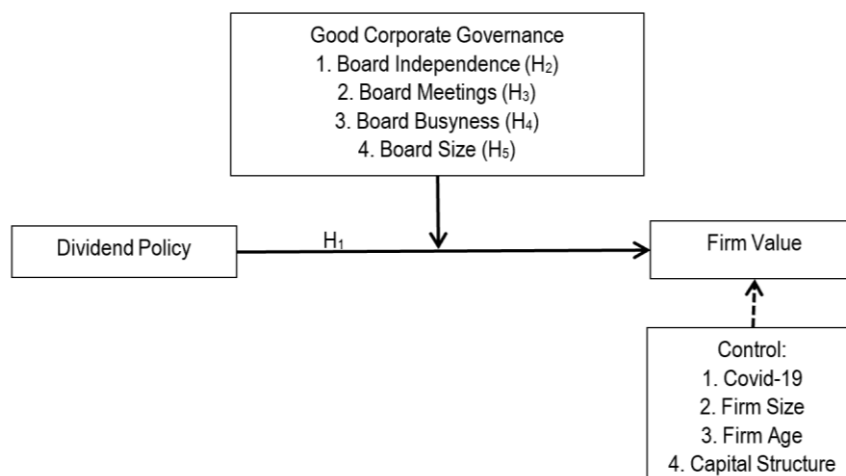 Good Corporate Governance
1. Board Independence (H₂)
2. Board Meetings (H₃)
3. Board Busyness (H₄)
4. Board Size (H₅)
Dividend Policy
H₁
Firm Value
Control:
1. Covid-19
2. Firm Size
3. Firm Age
4. Capital Structure